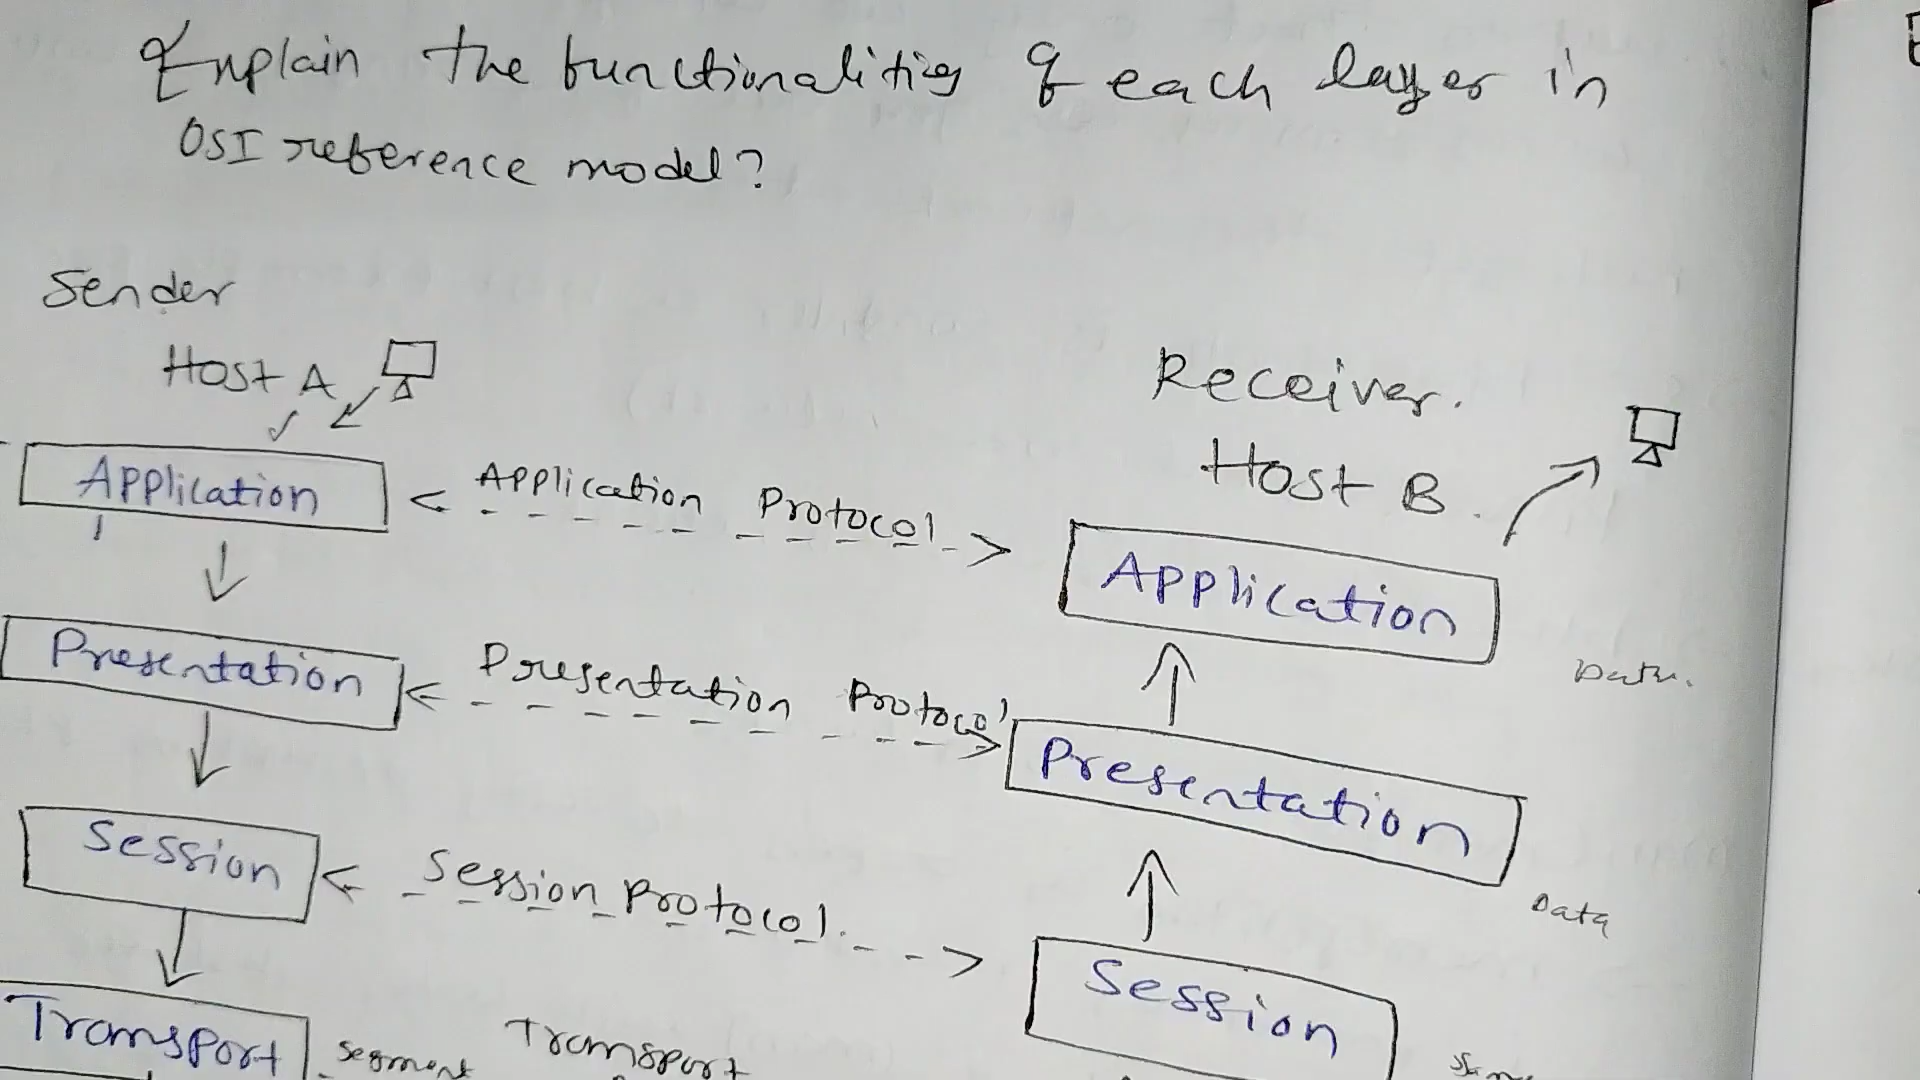 Explain the functionalities of each layer in
OSI reference model?
Sender
Host A
Receiver.
Host B.
Application
< Application Protocol >
Application
Data.
Presentation
< Presentation Protocol >
Presentation
Data
Session
< Session Protocol. >
Session
Transport
segment
Transport